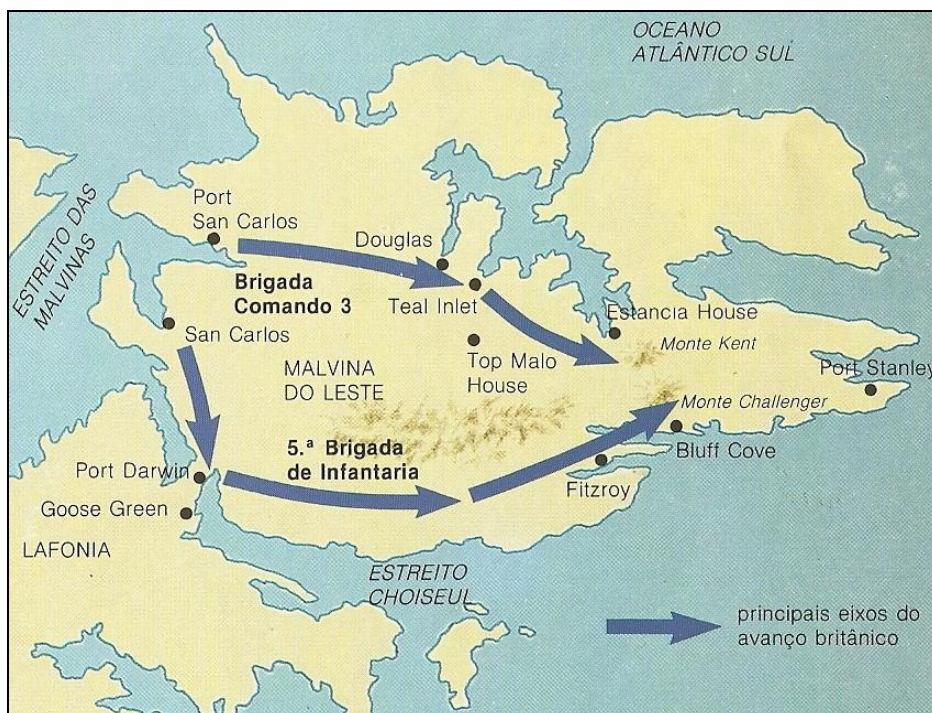 OCEANO
ATLÂNTICO SUL
ESTREITO DAS
MALVINAS
Port
San Carlos
Douglas
Brigada
Comando 3
Teal Inlet
Estancia House
San Carlos
Monte Kent
MALVINA
DO LESTE
Top Malo
House
Port Stanley
Monte Challenger
5.ª Brigada
de Infantaria
Bluff Cove
Port Darwin
Fitzroy
Goose Green
LAFONIA
ESTREITO
CHOISEUL
principais eixos do
avanço britânico